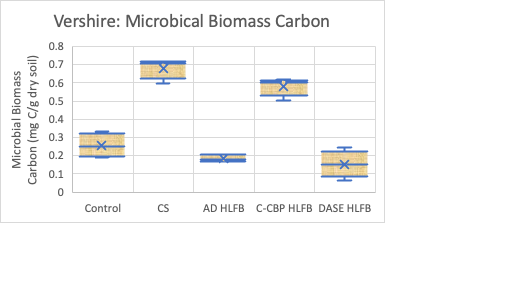 Vershire: Microbical Biomass Carbon
Microbial Biomass
Carbon (mg C/g dry soil)
0.8
0.7
0.6
0.5
0.4
0.3
0.2
0.1
0
Control CS AD HLFB C-CBP HLFB DASE HLFB